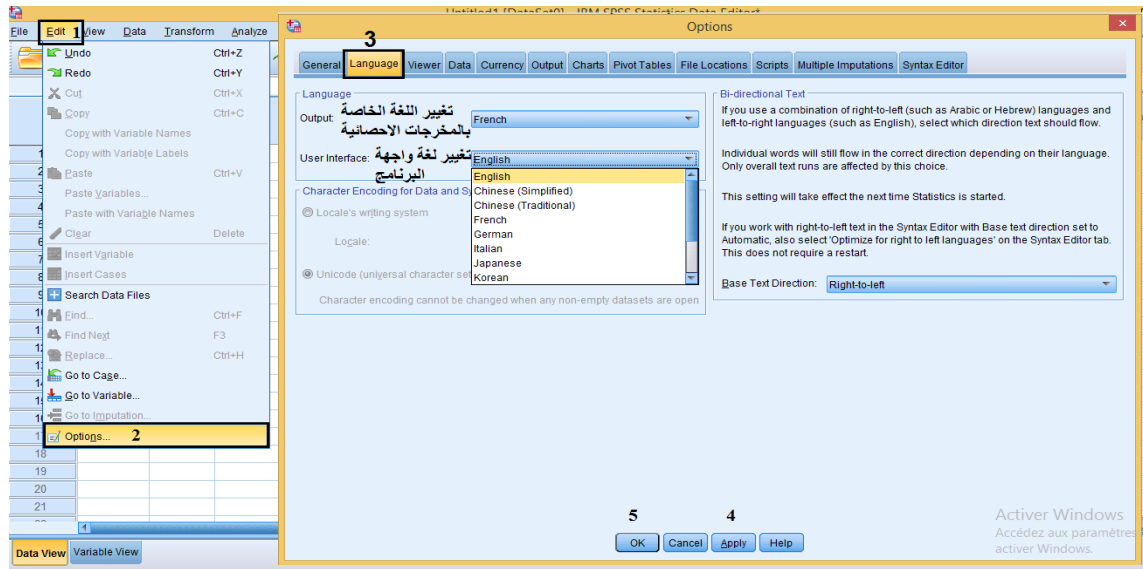 Untitled1 [DataSet0] - IBM SPSS Statistics Data Editor
File Edit 1 View Data Transform Analyze
Undo Ctrl+Z
Redo Ctrl+Y
Cut Ctrl+X
Copy Ctrl+C
Copy with Variable Names
Copy with Variable Labels
Paste Ctrl+V
Paste Variables...
Paste with Variable Names
Clear Delete
Insert Variable
Insert Cases
Search Data Files
Find... Ctrl+F
Find Next F3
Replace... Ctrl+H
Go to Case...
Go to Variable...
Go to Imputation...
Options... 2
18
19
20
21
Data View Variable View
Options
3
General Language Viewer Data Currency Output Charts Pivot Tables File Locations Scripts Multiple Imputations Syntax Editor
Language
Output: تغيير اللغة الخاصة
بالمخرجات الاحصائية
French
User Interface: تغيير لغة واجهة
البرنامج
English
English
Chinese (Simplified)
Chinese (Traditional)
French
German
Italian
Japanese
Korean
Character Encoding for Data and Sy
Locale's writing system
Locale:
Unicode (universal character set
Character encoding cannot be changed when any non-empty datasets are open
Bi-directional Text
If you use a combination of right-to-left (such as Arabic or Hebrew) languages and
left-to-right languages (such as English), select which direction text should flow.
Individual words will still flow in the correct direction depending on their language.
Only overall text runs are affected by this choice.
This setting will take effect the next time Statistics is started.
If you work with right-to-left text in the Syntax Editor with Base text direction set to
Automatic, also select 'Optimize for right to left languages' on the Syntax Editor tab.
This does not require a restart.
Base Text Direction: Right-to-left
5 4
OK Cancel Apply Help
Activer Windows
Accédez aux paramètres
activer Windows.